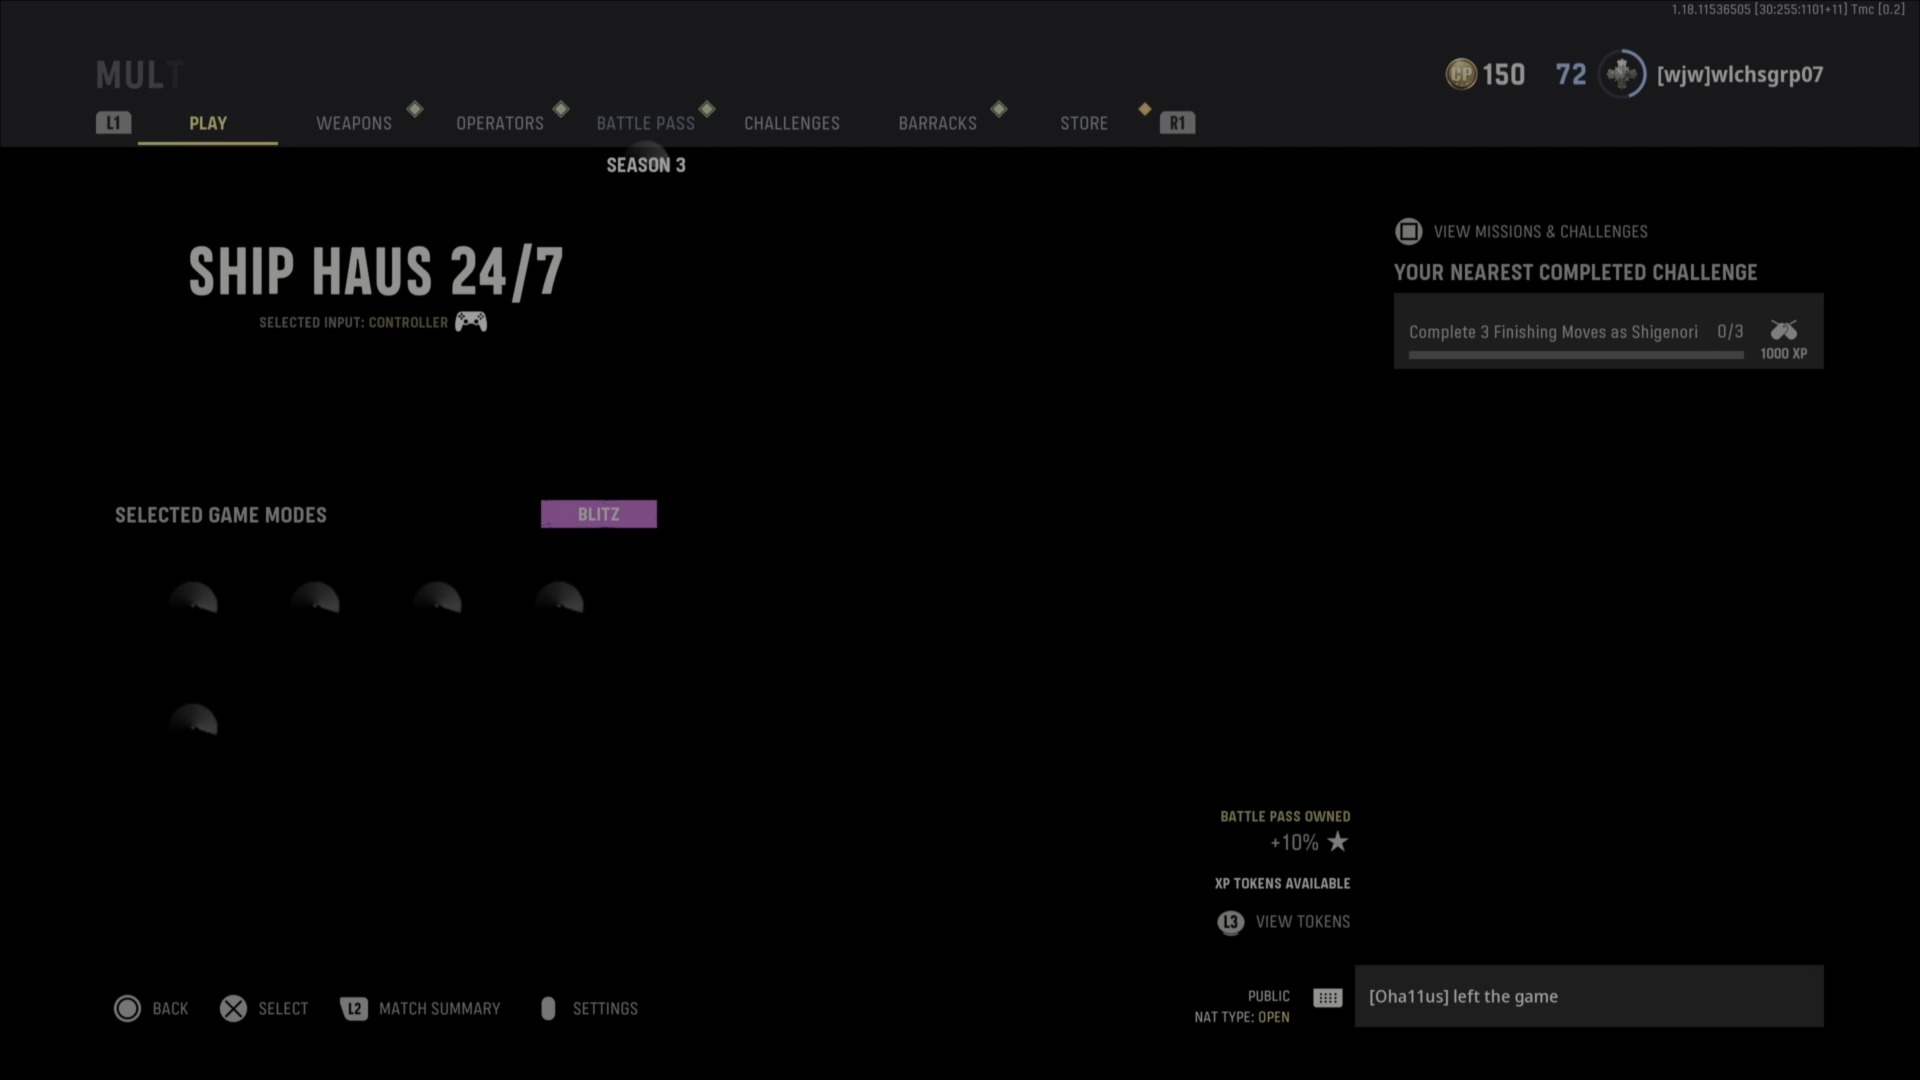 1.18.11536505 [30:255:1101+11] Tmc [0.2]
MULT
CP 150 72 [wjw]wlchsgrp07
L1 PLAY WEAPONS OPERATORS BATTLE PASS CHALLENGES BARRACKS STORE R1
SEASON 3
SHIP HAUS 24/7
SELECTED INPUT: CONTROLLER
VIEW MISSIONS & CHALLENGES
YOUR NEAREST COMPLETED CHALLENGE
Complete 3 Finishing Moves as Shigenori 0/3
1000 XP
SELECTED GAME MODES BLITZ
BATTLE PASS OWNED
+10%
XP TOKENS AVAILABLE
L3 VIEW TOKENS
BACK SELECT L2 MATCH SUMMARY SETTINGS
PUBLIC
NAT TYPE: OPEN
[Oha11us] left the game